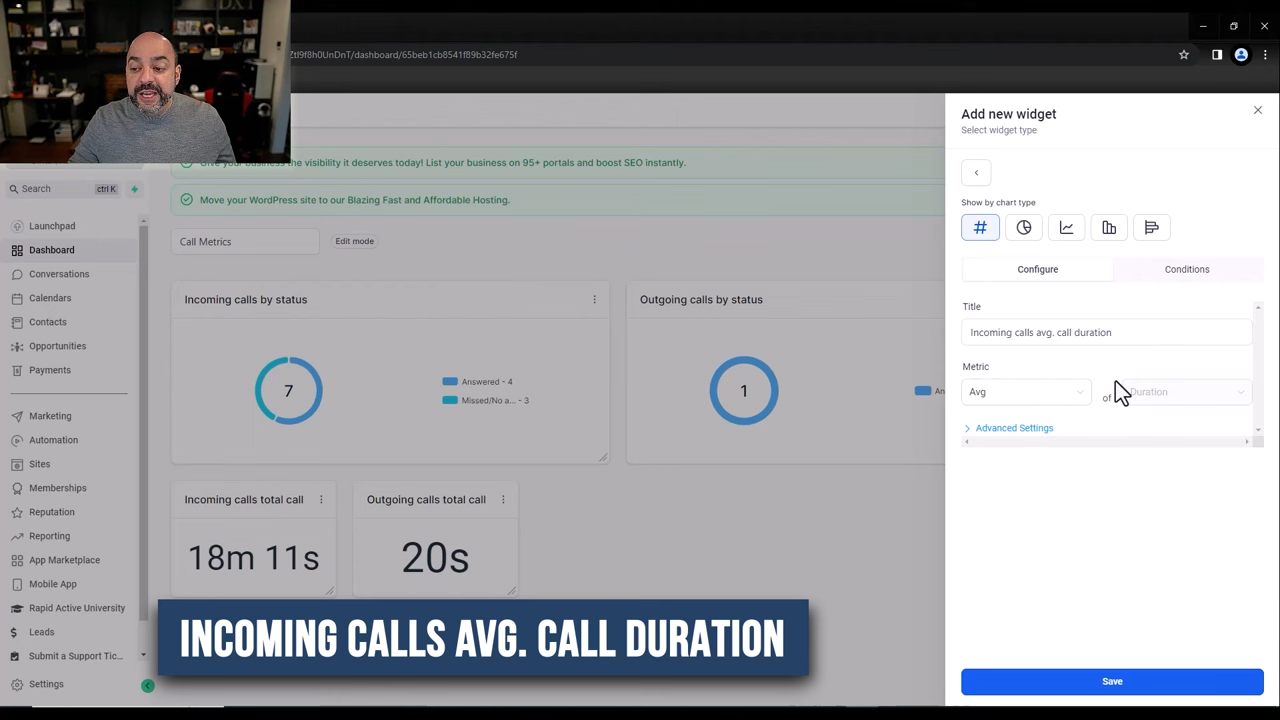 ZtI9f8h0UnDnT/dashboard/65beb1cb8541f89b32fe675f
Give your business the visibility it deserves today! List your business on 95+ portals and boost SEO instantly.
Move your WordPress site to our Blazing Fast and Affordable Hosting.
Search
ctrl K
Launchpad
Dashboard
Conversations
Calendars
Contacts
Opportunities
Payments
Marketing
Automation
Sites
Memberships
Reputation
Reporting
App Marketplace
Mobile App
Rapid Active University
Leads
Submit a Support Tic...
Settings
Call Metrics
Edit mode
Incoming calls by status
7
Answered - 4
Missed/No a... - 3
Outgoing calls by status
1
An
Incoming calls total call
18m 11s
Outgoing calls total call
20s
INCOMING CALLS AVG. CALL DURATION
Add new widget
Select widget type
Show by chart type
Configure
Conditions
Title
Incoming calls avg. call duration
Metric
Avg
of
Duration
Advanced Settings
Save